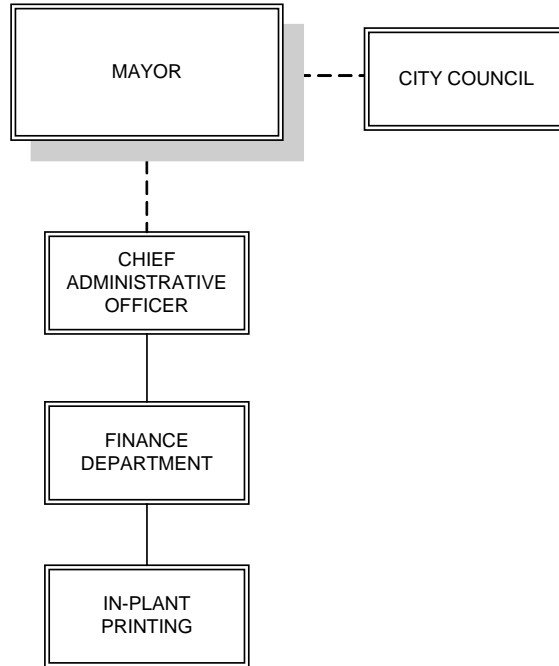 MAYOR
CITY COUNCIL
CHIEF
ADMINISTRATIVE
OFFICER
FINANCE
DEPARTMENT
IN-PLANT
PRINTING